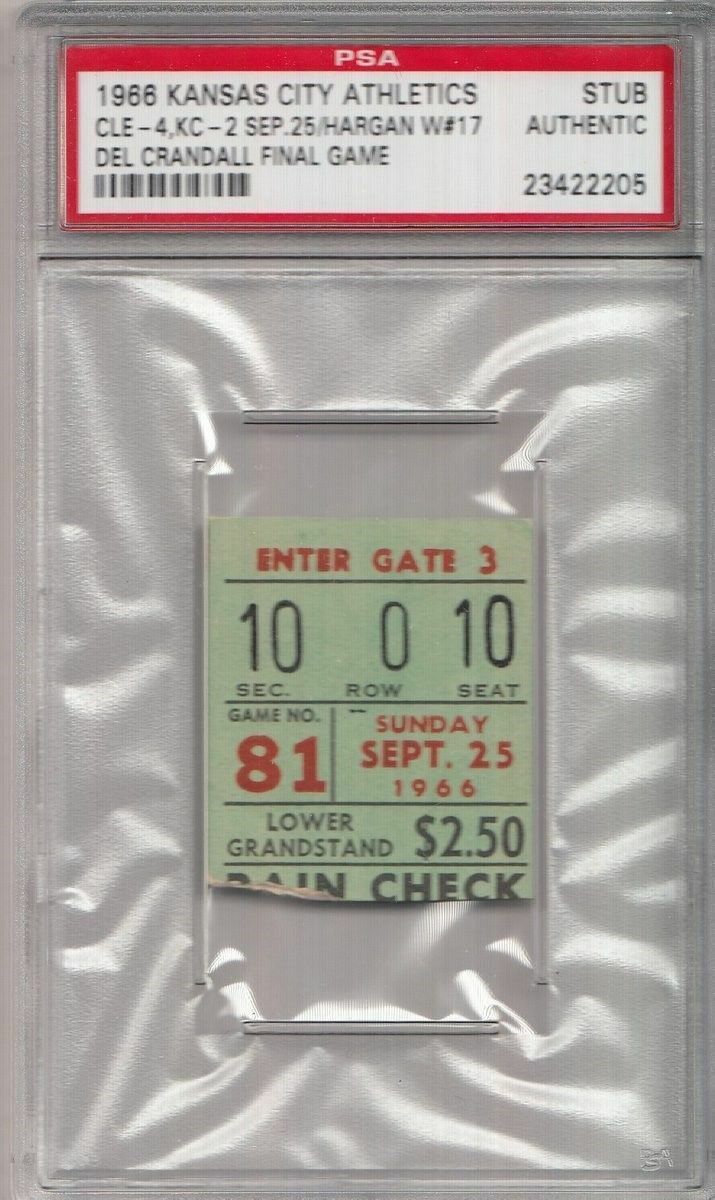 PSA
1966 KANSAS CITY ATHLETICS STUB
CLE-4,KC-2 SEP.25/HARGAN W#17 AUTHENTIC
DEL CRANDALL FINAL GAME
23422205
ENTER GATE 3
10 0 10
SEC. ROW SEAT
GAME NO.
81
SUNDAY
SEPT. 25
1966
LOWER
GRANDSTAND $2.50
RAIN CHECK